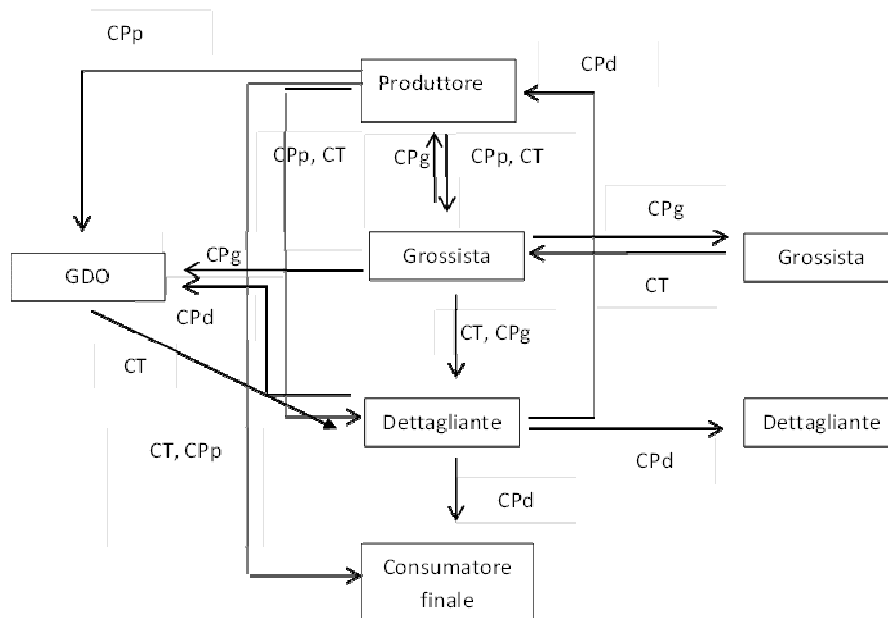 CPp
CPd
Produttore
CPp, CT
CPg
CPp, CT
CPg
CPg
Grossista
Grossista
GDO
CT
CPd
CT, CPg
CT
Dettagliante
Dettagliante
CT, CPp
CPd
CPd
Consumatore
finale